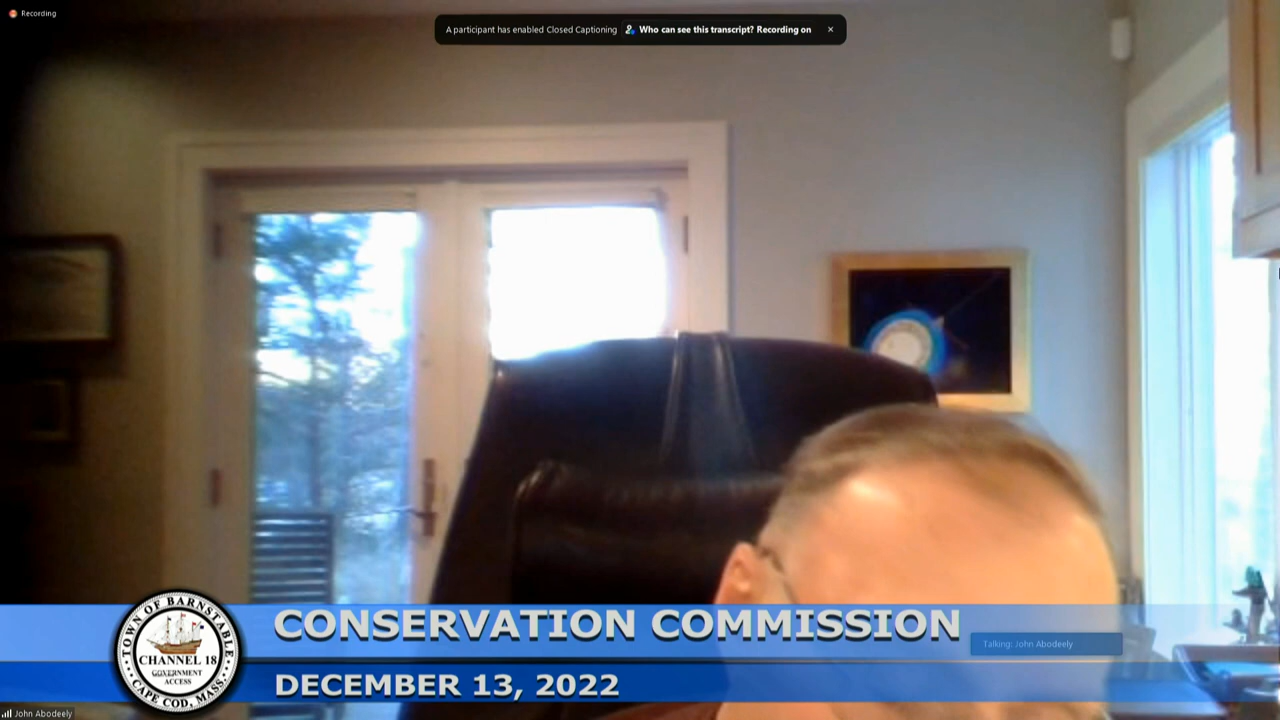 Recording
A participant has enabled Closed Captioning Who can see this transcript? Recording on
TOWN OF BARNSTABLE
CHANNEL 18
GOVERNMENT
ACCESS
CAPE COD, MASS.
CONSERVATION COMMISSION
Talking: John Abodeely
DECEMBER 13, 2022
John Abodeely